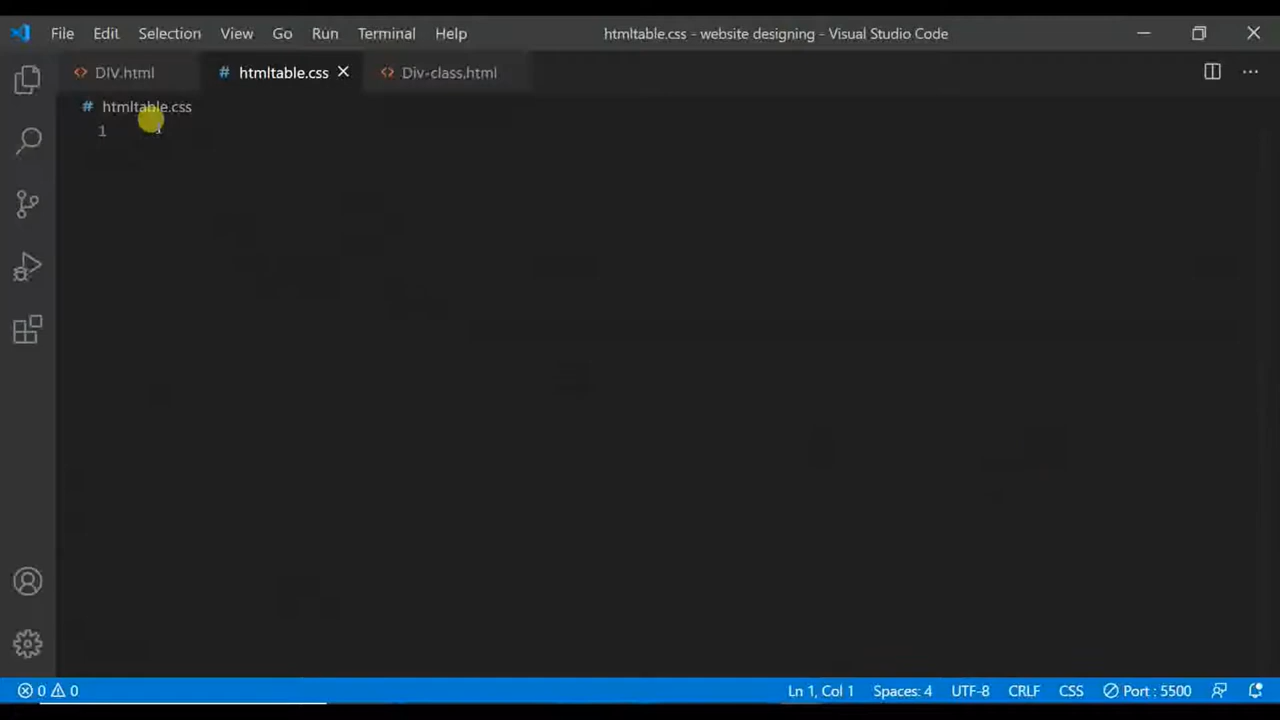 File Edit Selection View Go Run Terminal Help htmltable.css - website designing - Visual Studio Code
<> DIV.html # htmltable.css <> Div-class.html
# htmltable.css
1
0 0 Ln 1, Col 1 Spaces: 4 UTF-8 CRLF CSS Port : 5500